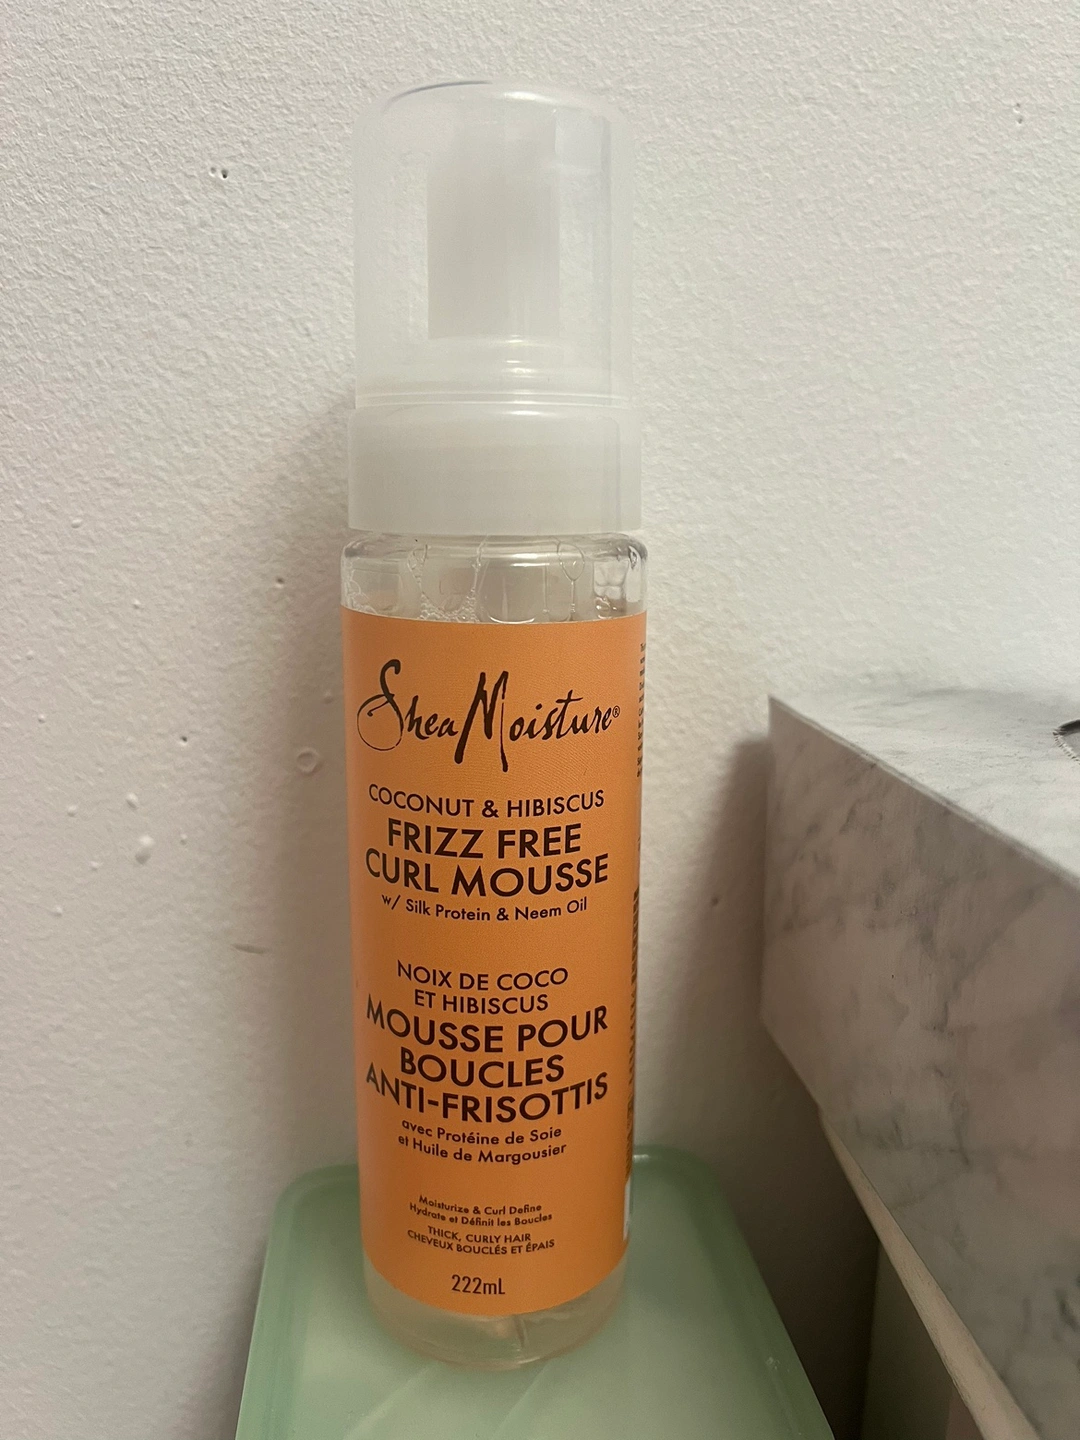 SheaMoisture®
COCONUT & HIBISCUS
FRIZZ FREE
CURL MOUSSE
w/ Silk Protein & Neem Oil
NOIX DE COCO
ET HIBISCUS
MOUSSE POUR
BOUCLES
ANTI-FRISOTTIS
avec Protéine de Soie
et Huile de Margousier
Moisturize & Curl Define
Hydrate et Définit les Boucles
THICK, CURLY HAIR
CHEVEUX BOUCLÉS ET ÉPAIS
222mL